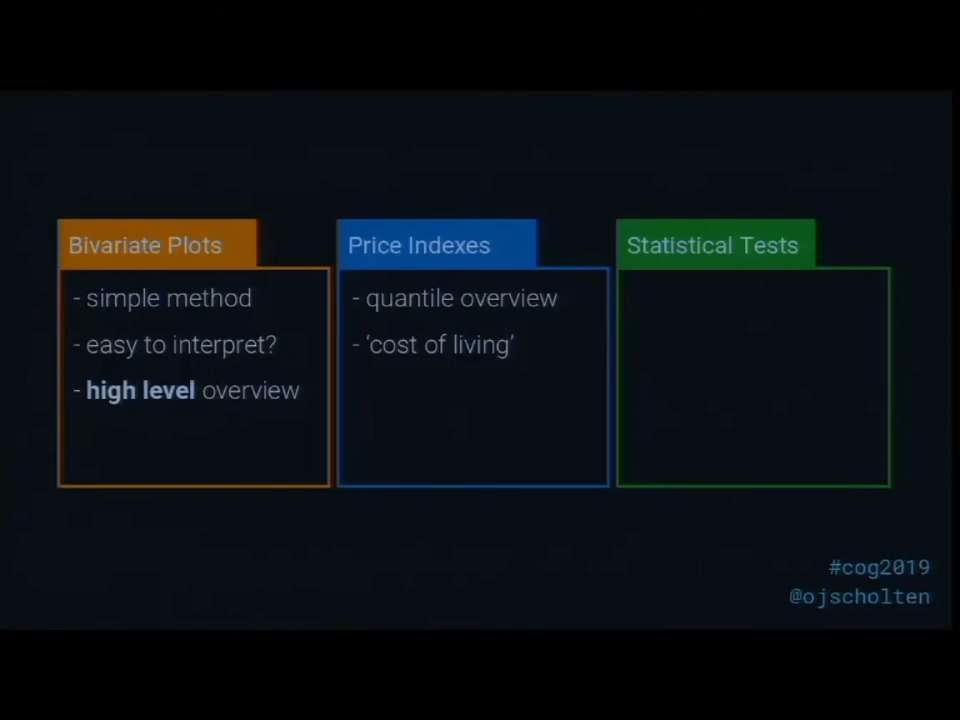 Bivariate Plots
- simple method
- easy to interpret?
- high level overview
Price Indexes
- quantile overview
- ‘cost of living’
Statistical Tests
#cog2019
@ojscholten